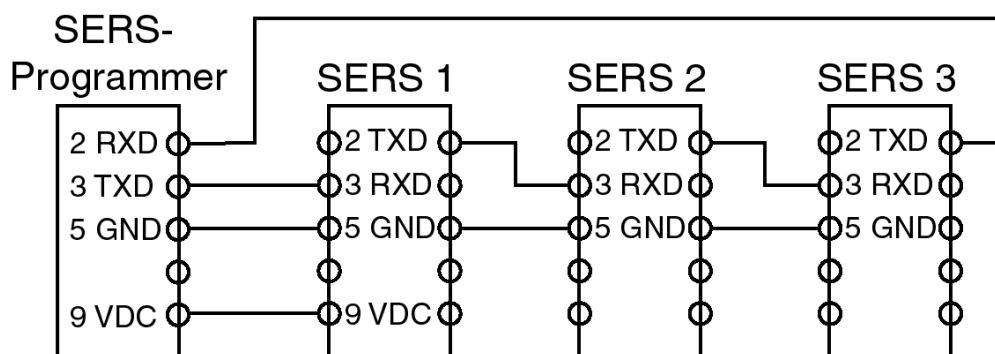 SERS-
Programmer
SERS 1
SERS 2
SERS 3
2 RXD
2 TXD
2 TXD
2 TXD
3 TXD
3 RXD
3 RXD
3 RXD
5 GND
5 GND
5 GND
5 GND
9 VDC
9 VDC